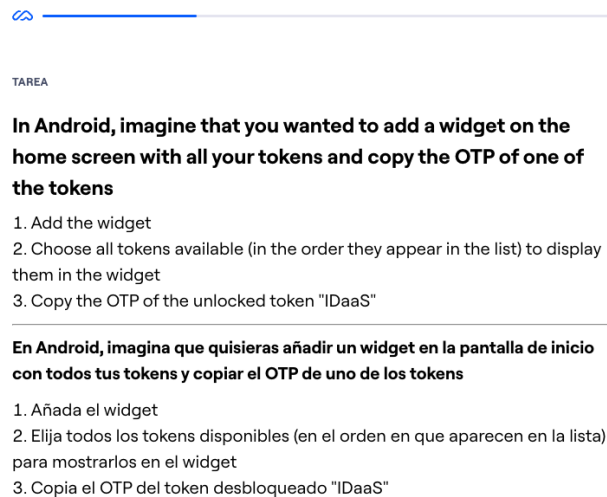 TAREA
In Android, imagine that you wanted to add a widget on the
home screen with all your tokens and copy the OTP of one of
the tokens
1. Add the widget
2. Choose all tokens available (in the order they appear in the list) to display
them in the widget
3. Copy the OTP of the unlocked token "IDaaS"
En Android, imagina que quisieras añadir un widget en la pantalla de inicio
con todos tus tokens y copiar el OTP de uno de los tokens
1. Añada el widget
2. Elija todos los tokens disponibles (en el orden en que aparecen en la lista)
para mostrarlos en el widget
3. Copia el OTP del token desbloqueado "IDaaS"